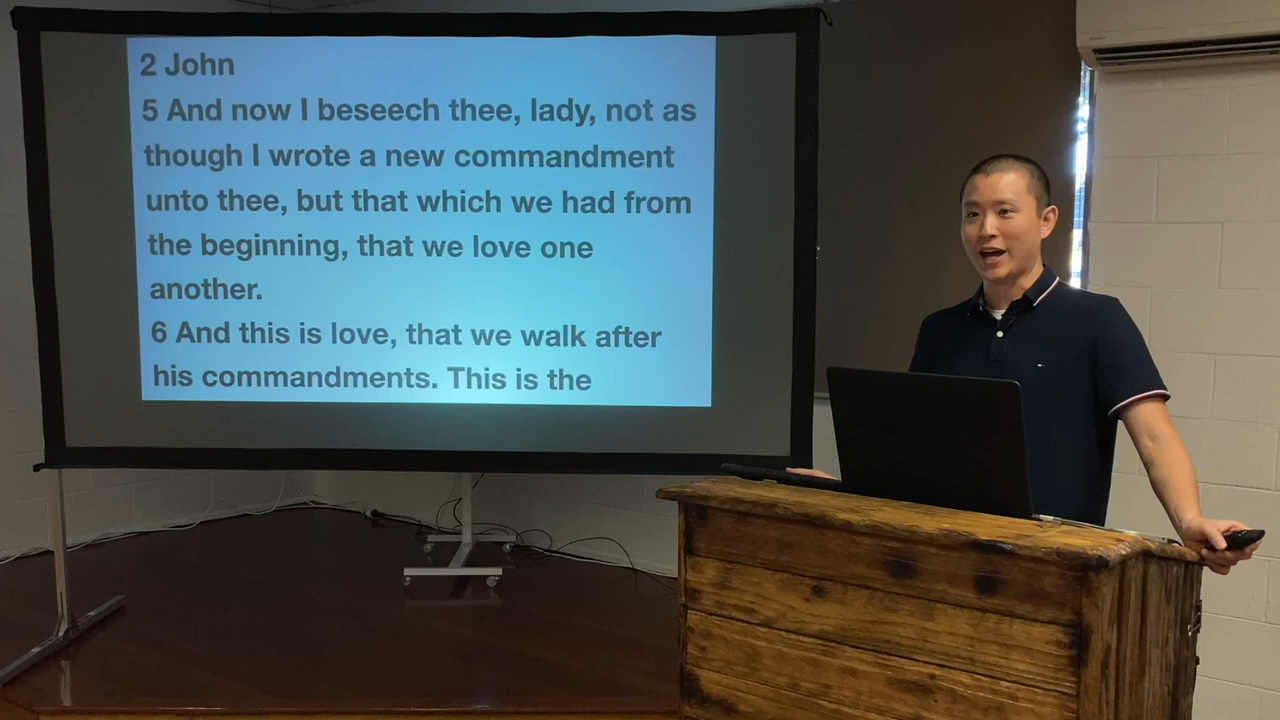 2 John
5 And now I beseech thee, lady, not as
though I wrote a new commandment
unto thee, but that which we had from
the beginning, that we love one
another.
6 And this is love, that we walk after
his commandments. This is the